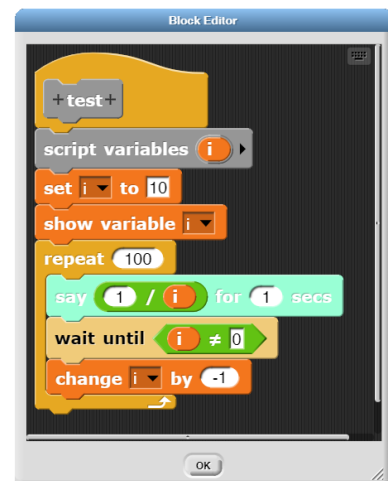 Block Editor
+test+
script variables i
set i to 10
show variable i
repeat 100
say 1 / i for 1 secs
wait until i ≠ 0
change i by -1
OK